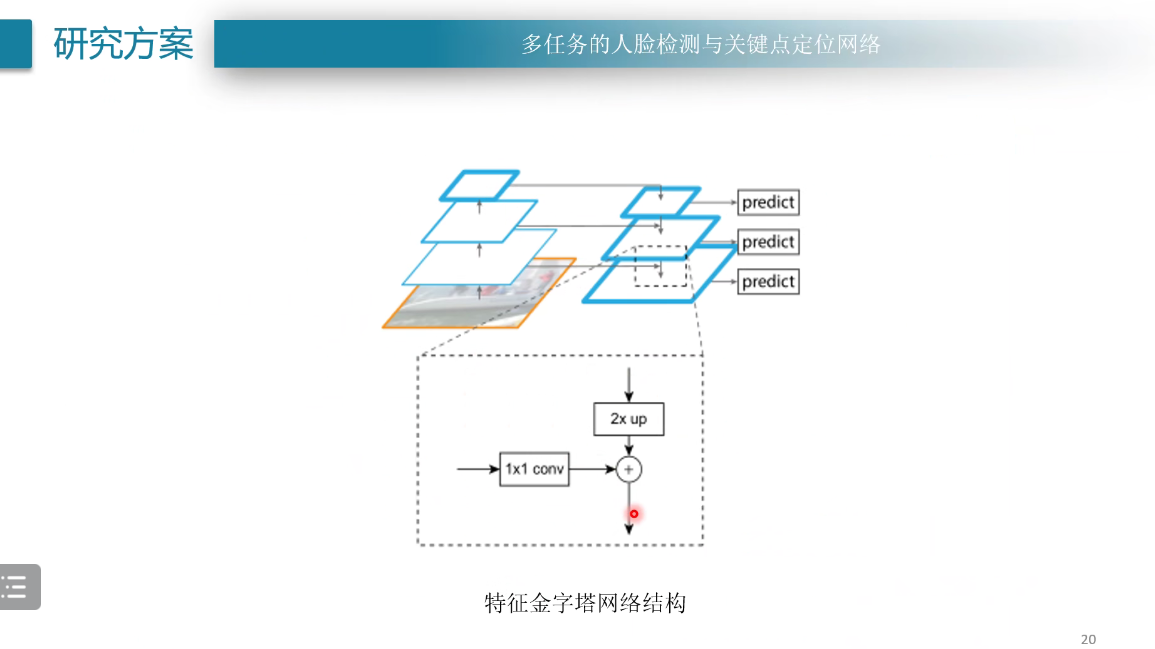 研究方案
多任务的人脸检测与关键点定位网络
predict
predict
predict
2x up
1x1 conv
+
特征金字塔网络结构
20